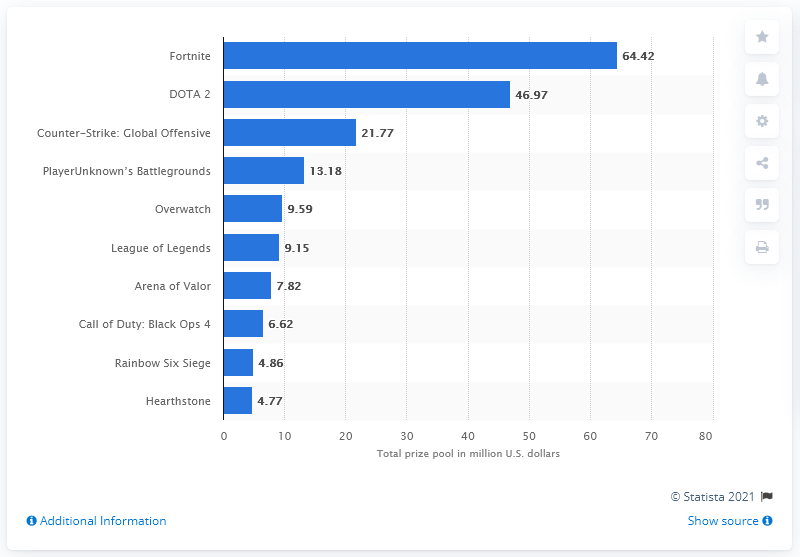 Fortnite 64.42
DOTA 2 46.97
Counter-Strike: Global Offensive 21.77
PlayerUnknown’s Battlegrounds 13.18
Overwatch 9.59
League of Legends 9.15
Arena of Valor 7.82
Call of Duty: Black Ops 4 6.62
Rainbow Six Siege 4.86
Hearthstone 4.77
0 10 20 30 40 50 60 70 80
Total prize pool in million U.S. dollars
© Statista 2021
Additional Information Show source